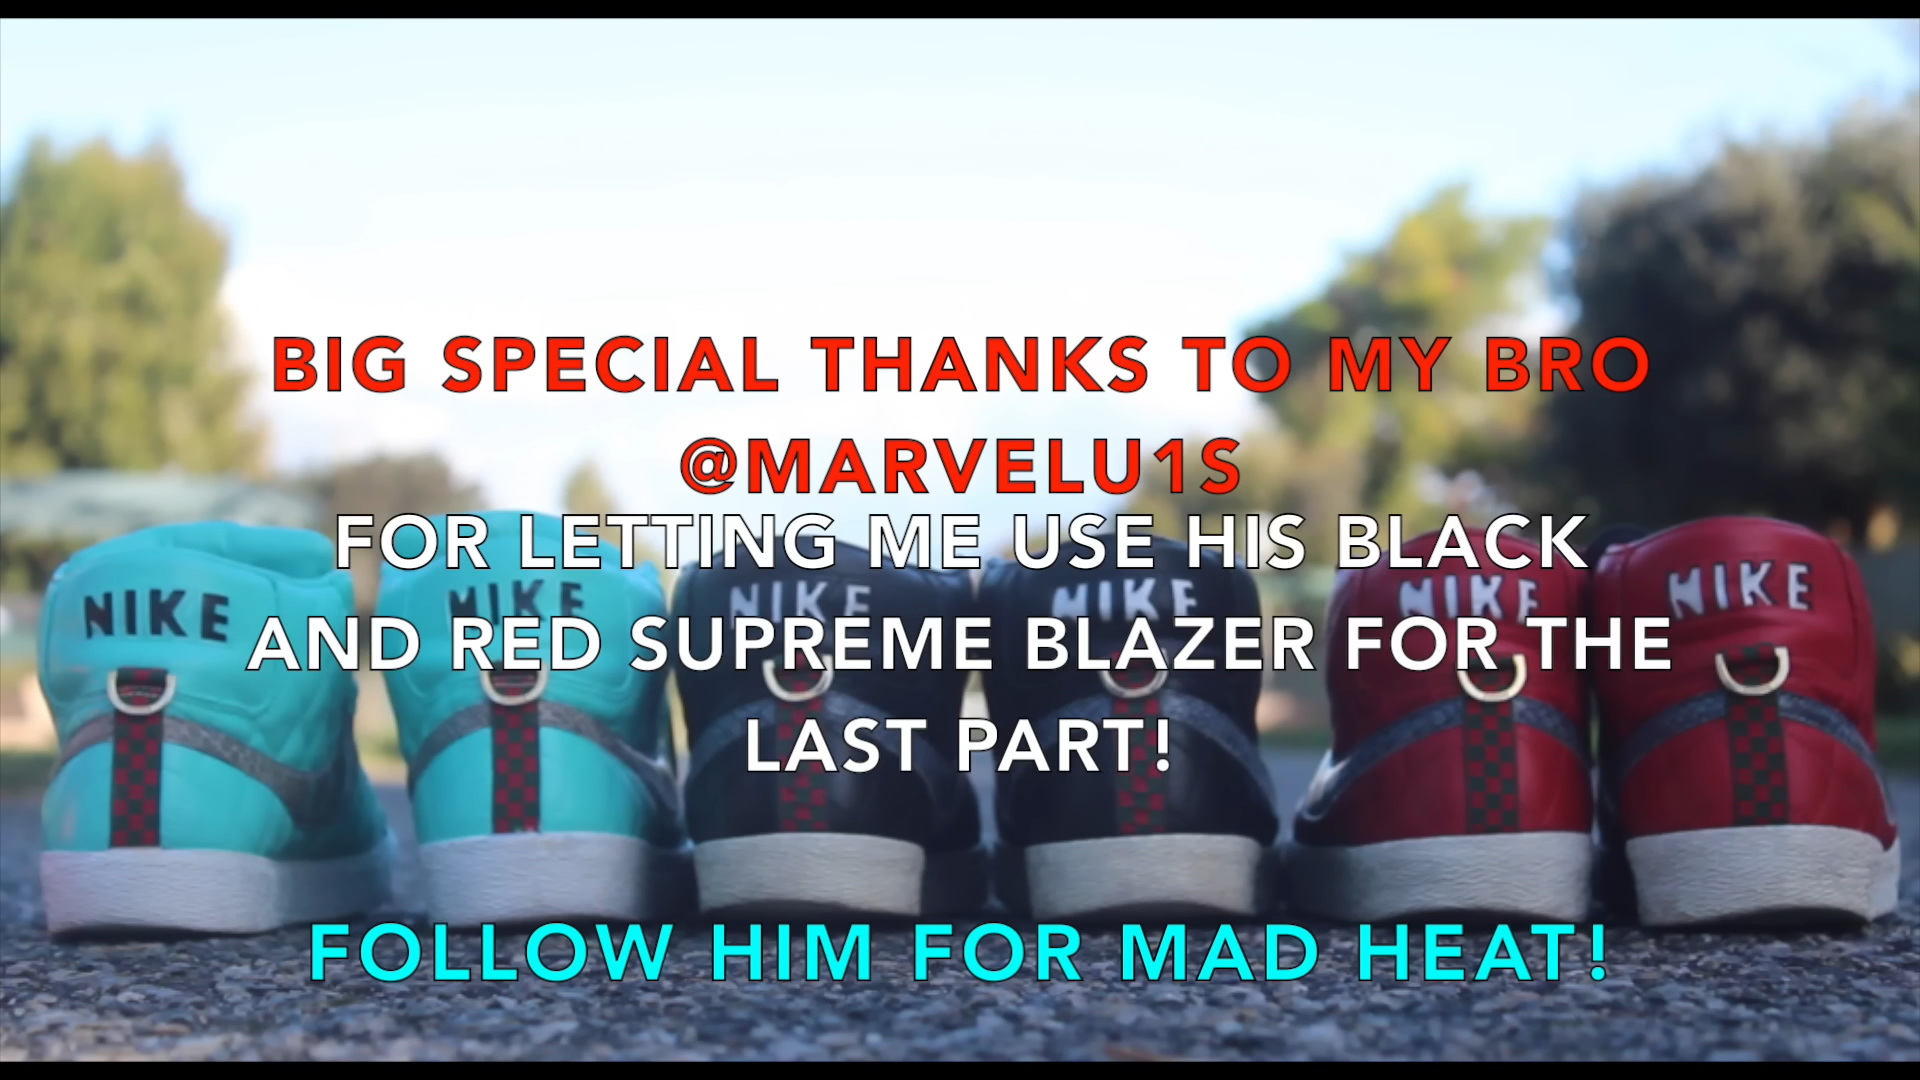 BIG SPECIAL THANKS TO MY BRO
@MARVELU1S
FOR LETTING ME USE HIS BLACK
AND RED SUPREME BLAZER FOR THE
LAST PART!
NIKE NIKE NIKE NIKE NIKE NIKE
FOLLOW HIM FOR MAD HEAT!